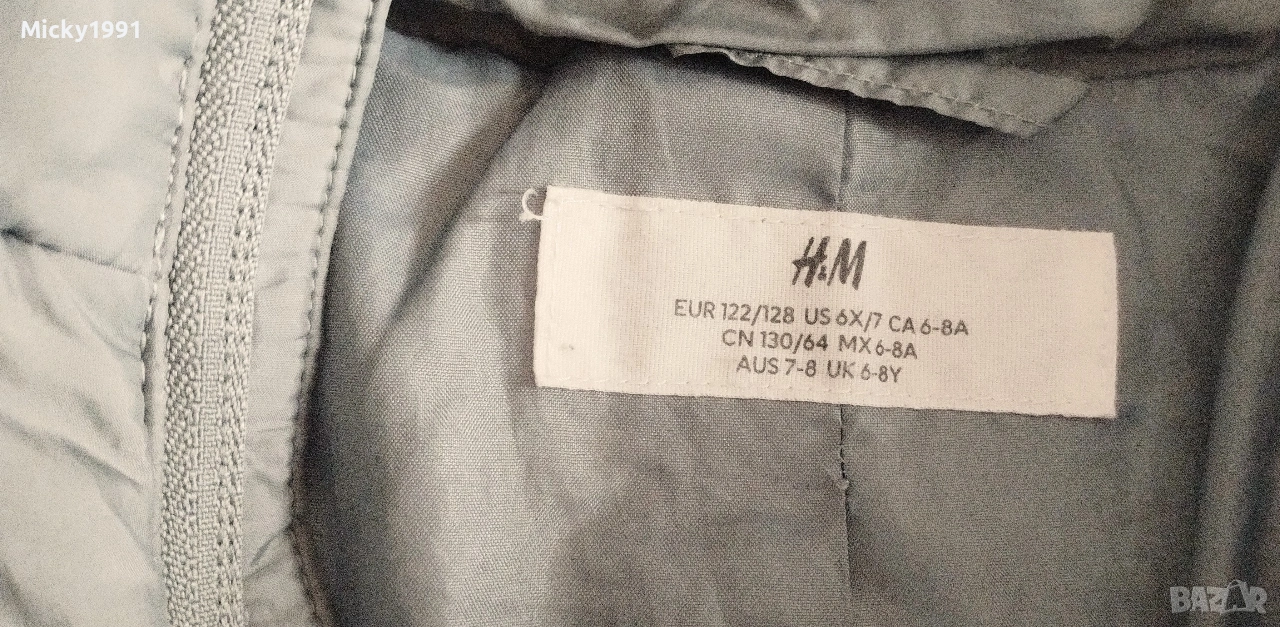 Micky1991
H&M
EUR 122/128 US 6X/7 CA 6-8A
CN 130/64 MX 6-8A
AUS 7-8 UK 6-8Y
BAZAR